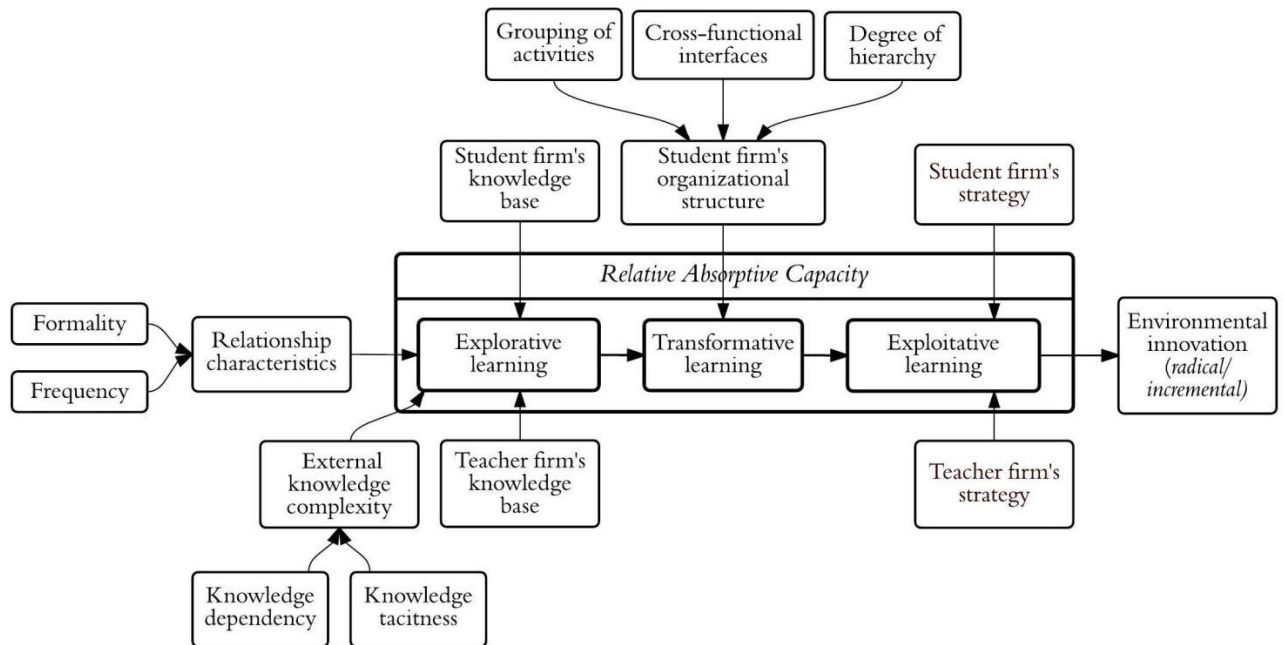 Grouping of
activities
Cross-functional
interfaces
Degree of
hierarchy
Student firm's
knowledge
base
Student firm's
organizational
structure
Student firm's
strategy
Relative Absorptive Capacity
Formality
Frequency
Relationship
characteristics
Explorative
learning
Transformative
learning
Exploitative
learning
Environmental
innovation
(radical/
incremental)
External
knowledge
complexity
Teacher firm's
knowledge
base
Teacher firm's
strategy
Knowledge
dependency
Knowledge
tacitness